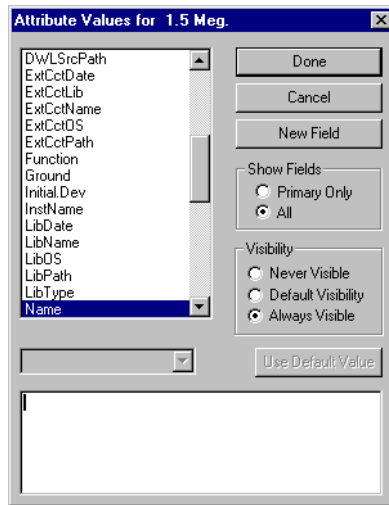 Attribute Values for 1.5 Meg.
DWLSrcPath
ExtCctDate
ExtCctLib
ExtCctName
ExtCctOS
ExtCctPath
Function
Ground
Initial.Dev
InstName
LibDate
LibName
LibOS
LibPath
LibType
Name
Done
Cancel
New Field
Show Fields
Primary Only
All
Visibility
Never Visible
Default Visibility
Always Visible
Use Default Value